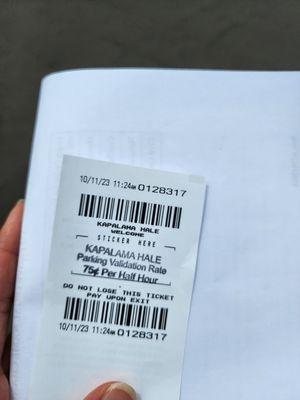 10/11/23 11:24AM 0128317
KAPALAMA HALE
WELCOME
STICKER HERE
KAPALAMA HALE
Parking Validation Rate
75¢ Per Half Hour
DO NOT LOSE THIS TICKET
PAY UPON EXIT
10/11/23 11:24AM 0128317